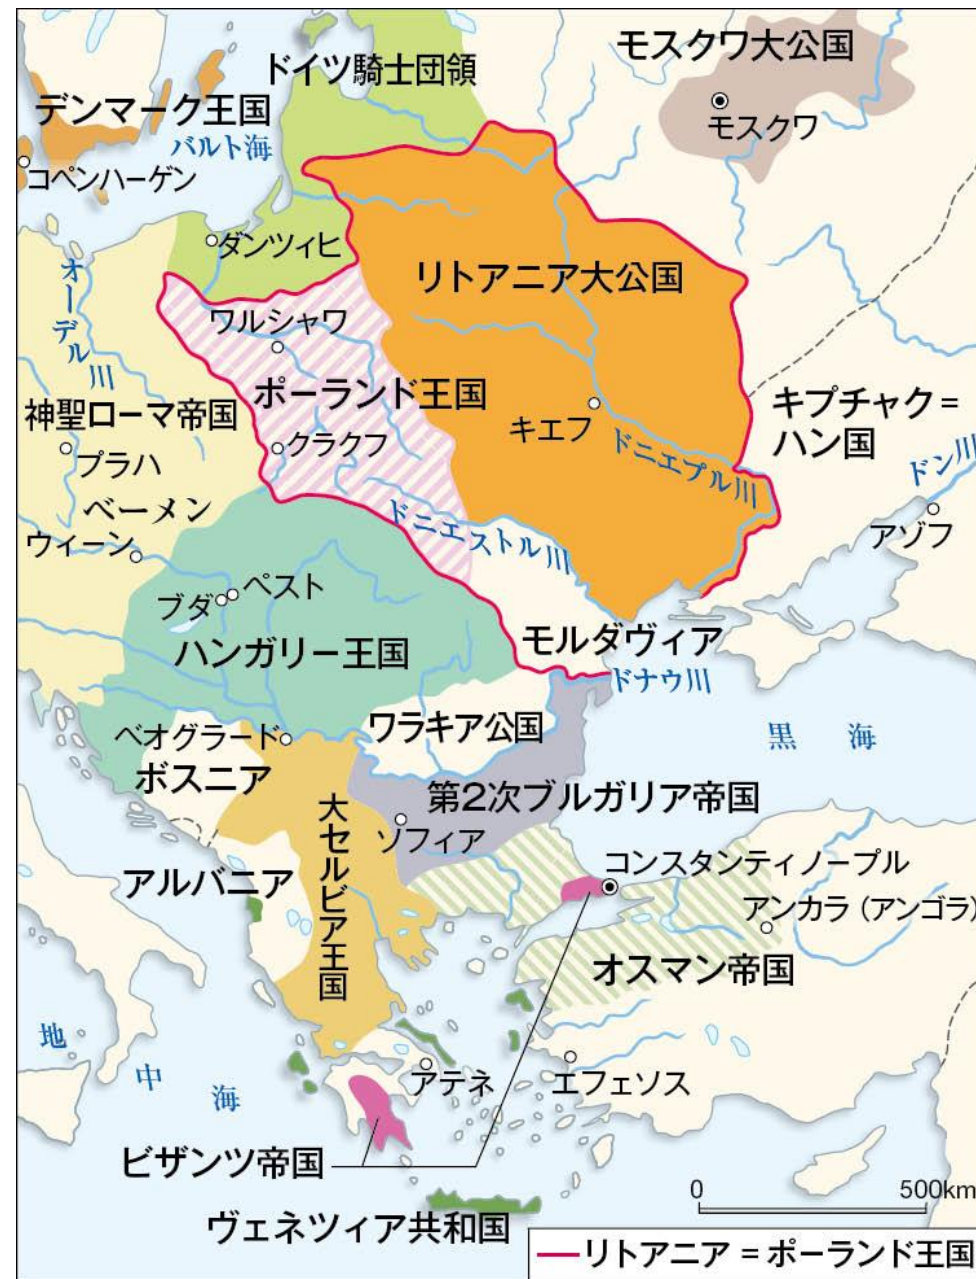 モスクワ大公国
モスクワ
ドイツ騎士団領
デンマーク王国
バルト海
コペンハーゲン
ダンツィヒ
リトアニア大公国
オーデル川
ワルシャワ
ポーランド王国
神聖ローマ帝国
クラクフ
プラハ
キエフ
ドニエプル川
キプチャク=
ハン国
ドン川
アゾフ
ベーメン
ウィーン
ドニエストル川
ペスト
ブダ
ハンガリー王国
モルダヴィア
ドナウ川
ワラキア公国
黒海
ベオグラード
ボスニア
第2次ブルガリア帝国
ソフィア
大セルビア王国
アルバニア
コンスタンティノープル
アンカラ(アンゴラ)
オスマン帝国
地中海
アテネ
エフェソス
ビザンツ帝国
ヴェネツィア共和国
0 500km
リトアニア=ポーランド王国